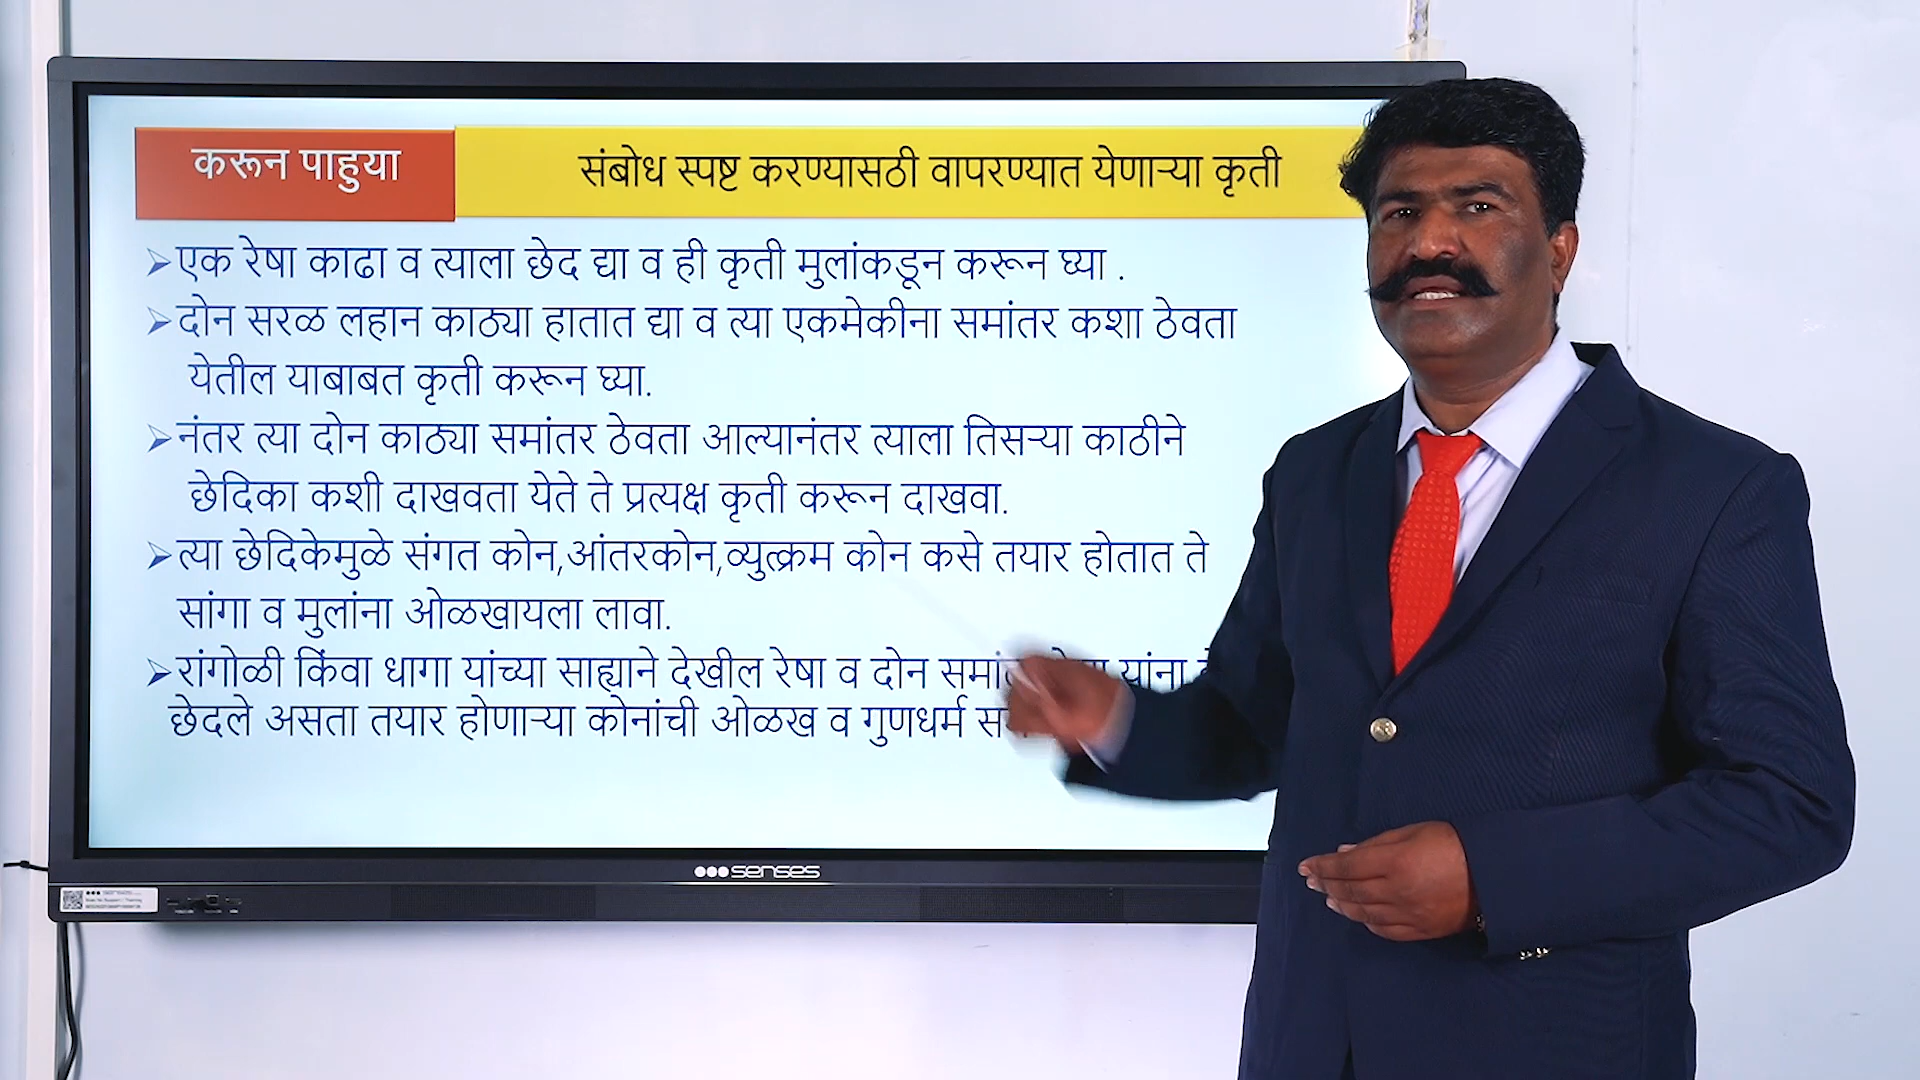 करून पाहुया
संबोध स्पष्ट करण्यासठी वापरण्यात येणाऱ्या कृती
➢एक रेषा काढा व त्याला छेद द्या व ही कृती मुलांकडून करून घ्या .
➢दोन सरळ लहान काठ्या हातात द्या व त्या एकमेकीना समांतर कशा ठेवता
येतील याबाबत कृती करून घ्या.
➢नंतर त्या दोन काठ्या समांतर ठेवता आल्यानंतर त्याला तिसऱ्या काठीने
छेदिका कशी दाखवता येते ते प्रत्यक्ष कृती करून दाखवा.
➢त्या छेदिकेमुळे संगत कोन,आंतरकोन,व्युत्क्रम कोन कसे तयार होतात ते
सांगा व मुलांना ओळखायला लावा.
➢रांगोळी किंवा धागा यांच्या साह्याने देखील रेषा व दोन यांना
छेदले असता तयार होणाऱ्या कोनांची ओळख व गुणधर्म
senses